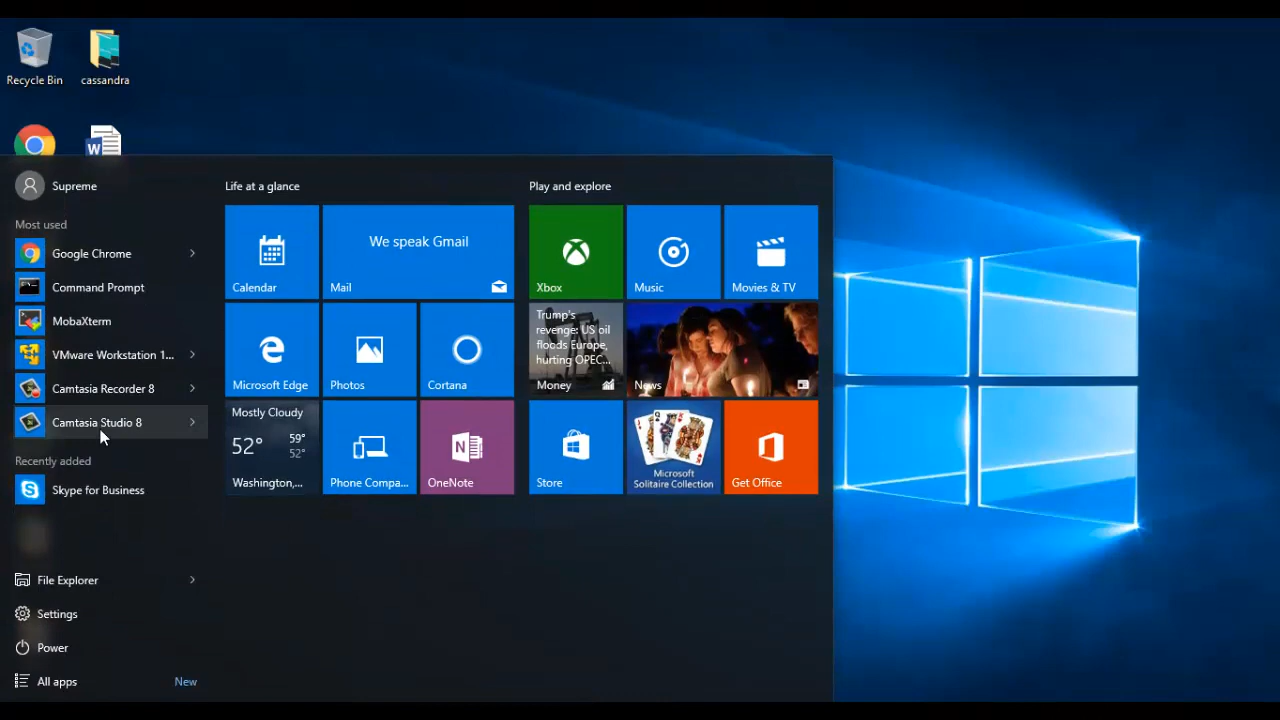 Recycle Bin
cassandra
W
Supreme
Most used
Google Chrome
Command Prompt
MobaXterm
VMware Workstation 1...
Camtasia Recorder 8
Camtasia Studio 8
Recently added
Skype for Business
File Explorer
Settings
Power
All apps
New
Life at a glance
Calendar
We speak Gmail
Mail
Microsoft Edge
Photos
Cortana
Mostly Cloudy
52° 59°
52°
Washington,...
Phone Compa...
OneNote
Play and explore
Xbox
Music
Movies & TV
Trump's
revenge: US oil
floods Europe,
hurting OPEC...
Money
News
Store
Microsoft
Solitaire Collection
Get Office